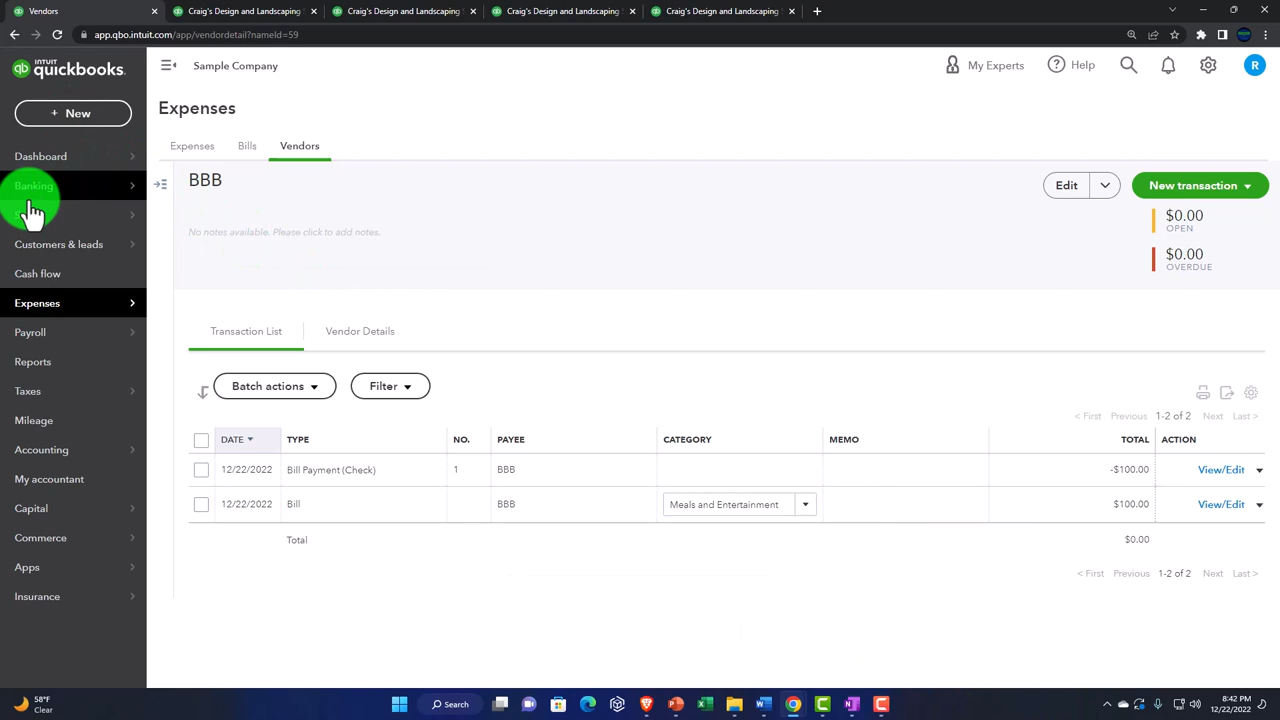 Vendors
Craig's Design and Landscaping
Craig's Design and Landscaping
Craig's Design and Landscaping
Craig's Design and Landscaping
app.qbo.intuit.com/app/vendordetail?nameId=59
INTUIT
quickbooks.
Sample Company
My Experts
Help
R
+ New
Expenses
Dashboard
Banking
Customers & leads
Cash flow
Expenses
Payroll
Reports
Taxes
Mileage
Accounting
My accountant
Capital
Commerce
Apps
Insurance
Expenses Bills Vendors
BBB
Edit
New transaction
No notes available. Please click to add notes.
$0.00
OPEN
$0.00
OVERDUE
Transaction List Vendor Details
Batch actions Filter
< First Previous 1-2 of 2 Next Last >
DATE TYPE NO. PAYEE CATEGORY MEMO TOTAL ACTION
12/22/2022 Bill Payment (Check) 1 BBB -$100.00 View/Edit
12/22/2022 Bill BBB Meals and Entertainment $100.00 View/Edit
Total $0.00
< First Previous 1-2 of 2 Next Last >
58°F
Clear
Search
8:42 PM
12/22/2022